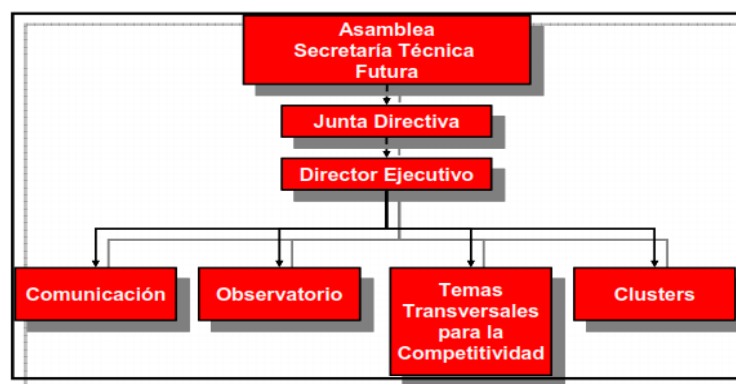 Asamblea
Secretaría Técnica
Futura
Junta Directiva
Director Ejecutivo
Comunicación
Observatorio
Temas
Transversales
para la
Competitividad
Clusters